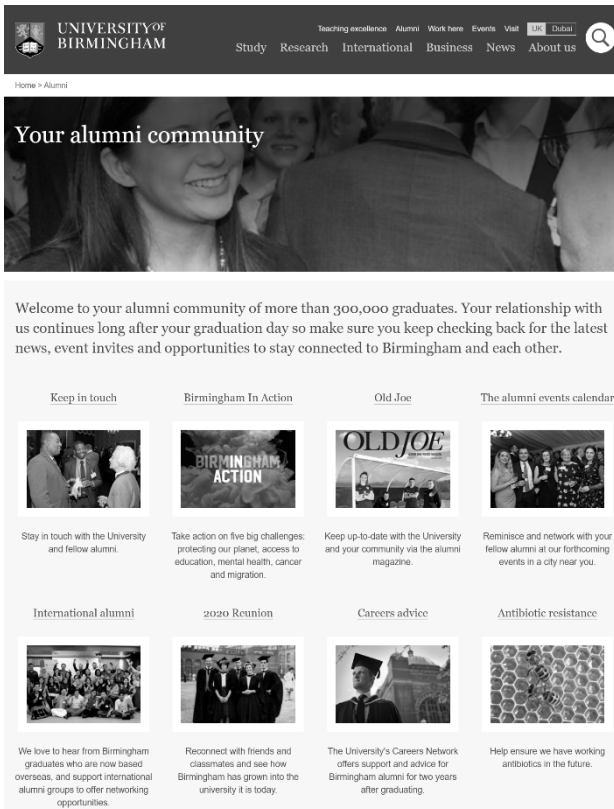 UNIVERSITY OF
BIRMINGHAM
Teaching excellence Alumni Work here Events Visit UK Dubai
Study Research International Business News About us
Home > Alumni
Your alumni community
Welcome to your alumni community of more than 300,000 graduates. Your relationship with
us continues long after your graduation day so make sure you keep checking back for the latest
news, event invites and opportunities to stay connected to Birmingham and each other.
Keep in touch
Birmingham In Action
Old Joe
The alumni events calendar
BIRMINGHAM
ACTION
OLD JOE
Stay in touch with the University
and fellow alumni.
Take action on five big challenges:
protecting our planet, access to
education, mental health, cancer
and migration.
Keep up-to-date with the University
and your community via the alumni
magazine.
Reminisce and network with your
fellow alumni at our forthcoming
events in a city near you.
International alumni
2020 Reunion
Careers advice
Antibiotic resistance
We love to hear from Birmingham
graduates who are now based
overseas, and support international
alumni groups to offer networking
opportunities.
Reconnect with friends and
classmates and see how
Birmingham has grown into the
university it is today.
The University's Careers Network
offers support and advice for
Birmingham alumni for two years
after graduating.
Help ensure we have working
antibiotics in the future.